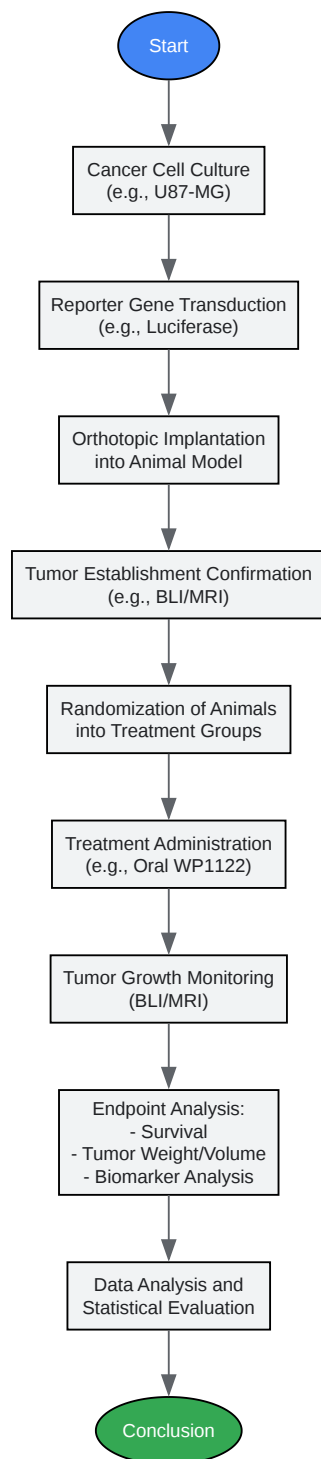 Start
Cancer Cell Culture
(e.g., U87-MG)
Reporter Gene Transduction
(e.g., Luciferase)
Orthotopic Implantation
into Animal Model
Tumor Establishment Confirmation
(e.g., BLI/MRI)
Randomization of Animals
into Treatment Groups
Treatment Administration
(e.g., Oral WP1122)
Tumor Growth Monitoring
(BLI/MRI)
Endpoint Analysis:
- Survival
- Tumor Weight/Volume
- Biomarker Analysis
Data Analysis and
Statistical Evaluation
Conclusion